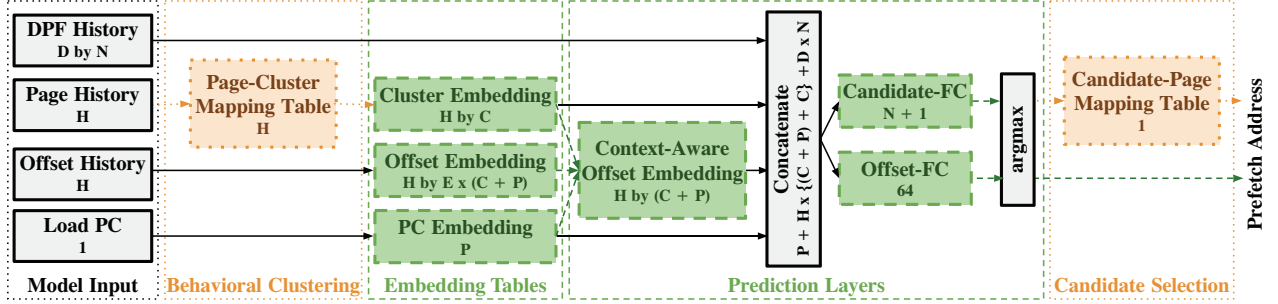 DPF History
D by N
Page History
H
Offset History
H
Load PC
1
Model Input
Page-Cluster
Mapping Table
H
Behavioral Clustering
Cluster Embedding
H by C
Offset Embedding
H by E x (C + P)
PC Embedding
P
Embedding Tables
Context-Aware
Offset Embedding
H by (C + P)
Concatenate
P + H x {(C + P) + C} + D x N
Candidate-FC
N + 1
Offset-FC
64
argmax
Prediction Layers
Candidate-Page
Mapping Table
1
Candidate Selection
Prefetch Address